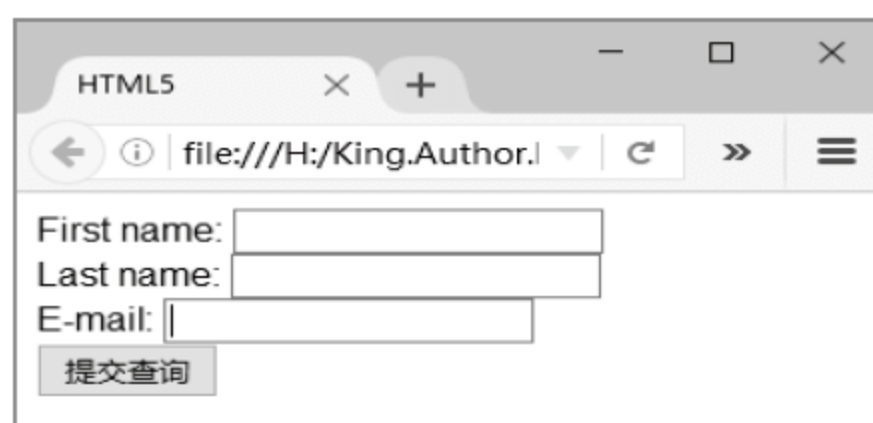 HTML5
file:///H:/King.Author.
First name:
Last name:
E-mail:
提交查询